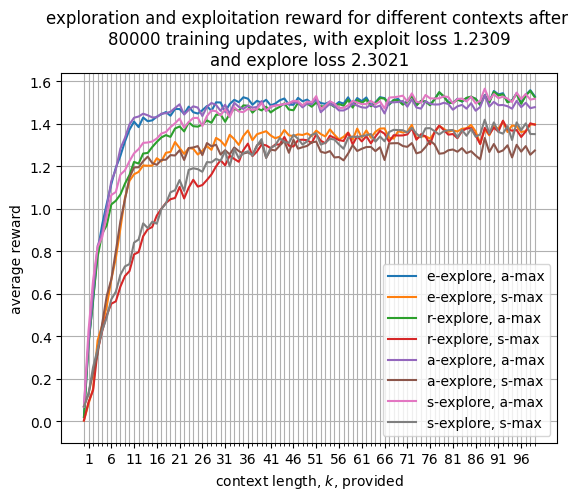 exploration and exploitation reward for different contexts after
80000 training updates, with exploit loss 1.2309
and explore loss 2.3021
1.6
1.4
1.2
1.0
0.8
0.6
0.4
0.2
0.0
average reward
e-explore, a-max
e-explore, s-max
r-explore, a-max
r-explore, s-max
a-explore, a-max
a-explore, s-max
s-explore, a-max
s-explore, s-max
1 6 11 16 21 26 31 36 41 46 51 56 61 66 71 76 81 86 91 96
context length, k, provided